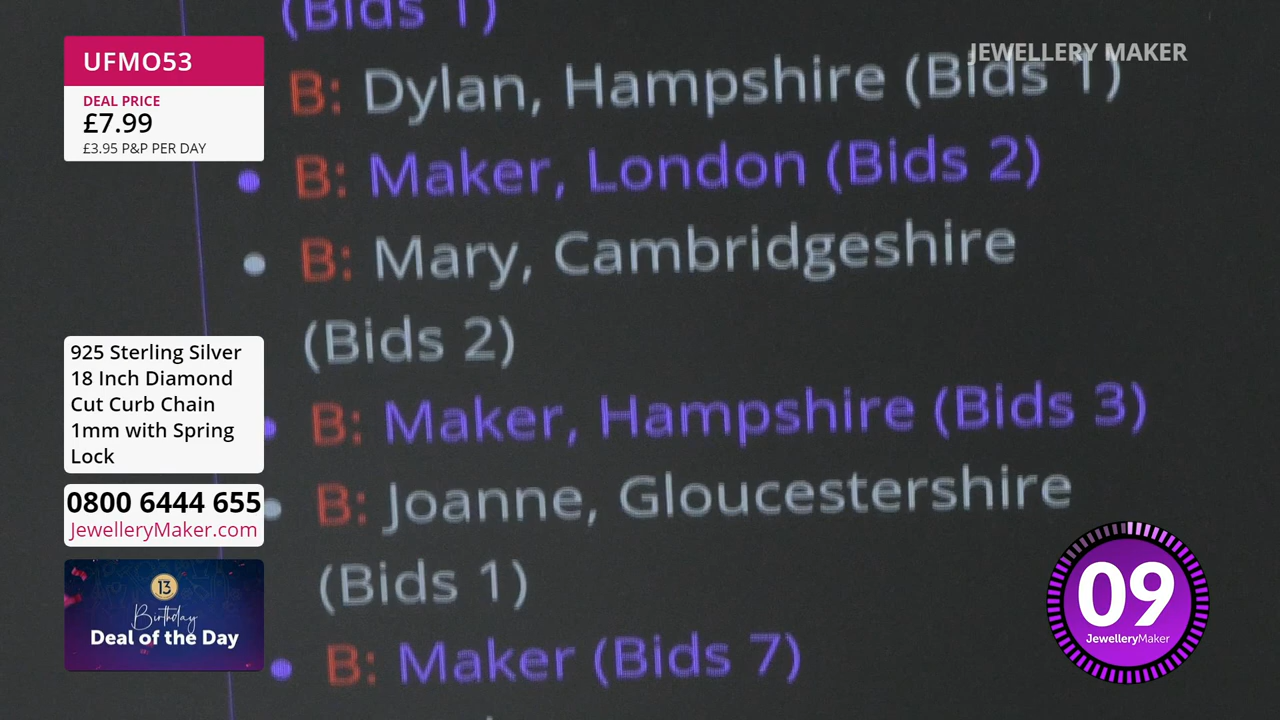 (Bids 1)
UFMO53
DEAL PRICE
£7.99
£3.95 P&P PER DAY
JEWELLERY MAKER
B: Dylan, Hampshire (Bids 1)
B: Maker, London (Bids 2)
B: Mary, Cambridgeshire
(Bids 2)
B: Maker, Hampshire (Bids 3)
B: Joanne, Gloucestershire
(Bids 1)
B: Maker (Bids 7)
925 Sterling Silver
18 Inch Diamond
Cut Curb Chain
1mm with Spring
Lock
0800 6444 655
JewelleryMaker.com
13
Birthday
Deal of the Day
09
JewelleryMaker